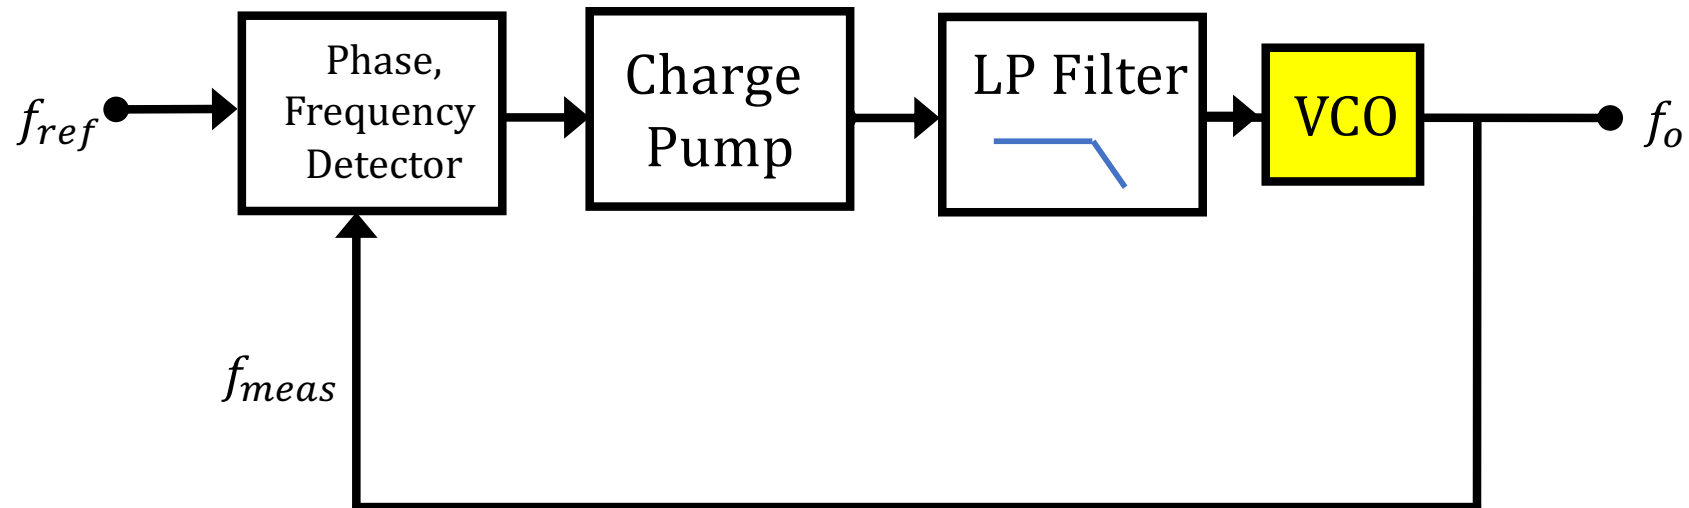 f_ref
Phase,
Frequency
Detector
Charge
Pump
LP Filter
VCO
f_o
f_meas